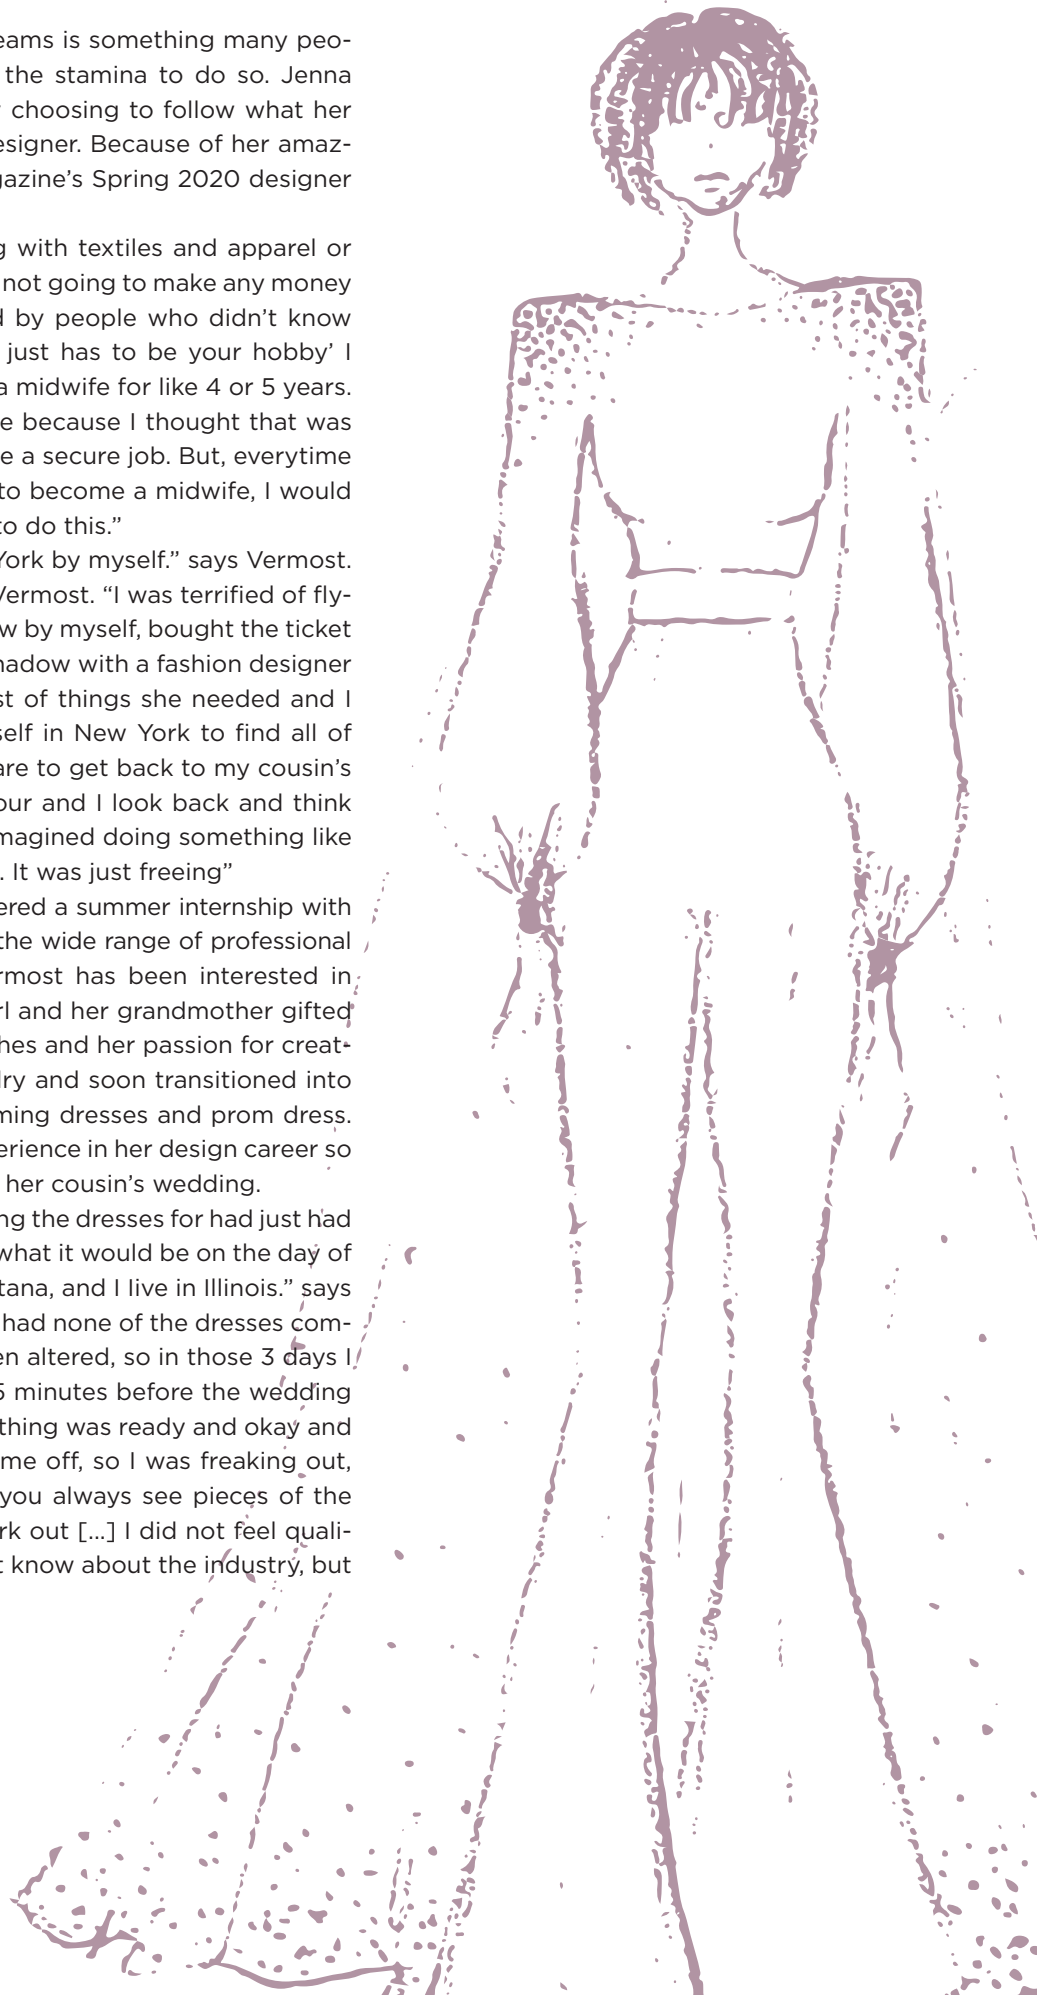 eams is something many peo-
the stamina to do so. Jenna
choosing to follow what her
esigner. Because of her amaz-
gazine’s Spring 2020 designer
g with textiles and apparel or
not going to make any money
d by people who didn’t know
just has to be your hobby’ I
a midwife for like 4 or 5 years.
e because I thought that was
e a secure job. But, everytime
to become a midwife, I would
to do this.”
York by myself.” says Vermost.
Vermost. “I was terrified of fly-
w by myself, bought the ticket
hadow with a fashion designer
st of things she needed and I
self in New York to find all of
are to get back to my cousin’s
our and I look back and think
magined doing something like
. It was just freeing”
ered a summer internship with
the wide range of professional
ermost has been interested in
rl and her grandmother gifted
hes and her passion for creat-
lry and soon transitioned into
ming dresses and prom dress.
perience in her design career so
her cousin’s wedding.
ng the dresses for had just had
what it would be on the day of
tana, and I live in Illinois.” says
had none of the dresses com-
en altered, so in those 3 days I
5 minutes before the wedding
thing was ready and okay and
me off, so I was freaking out,
you always see pieces of the
rk out [...] I did not feel quali-
t know about the industry, but